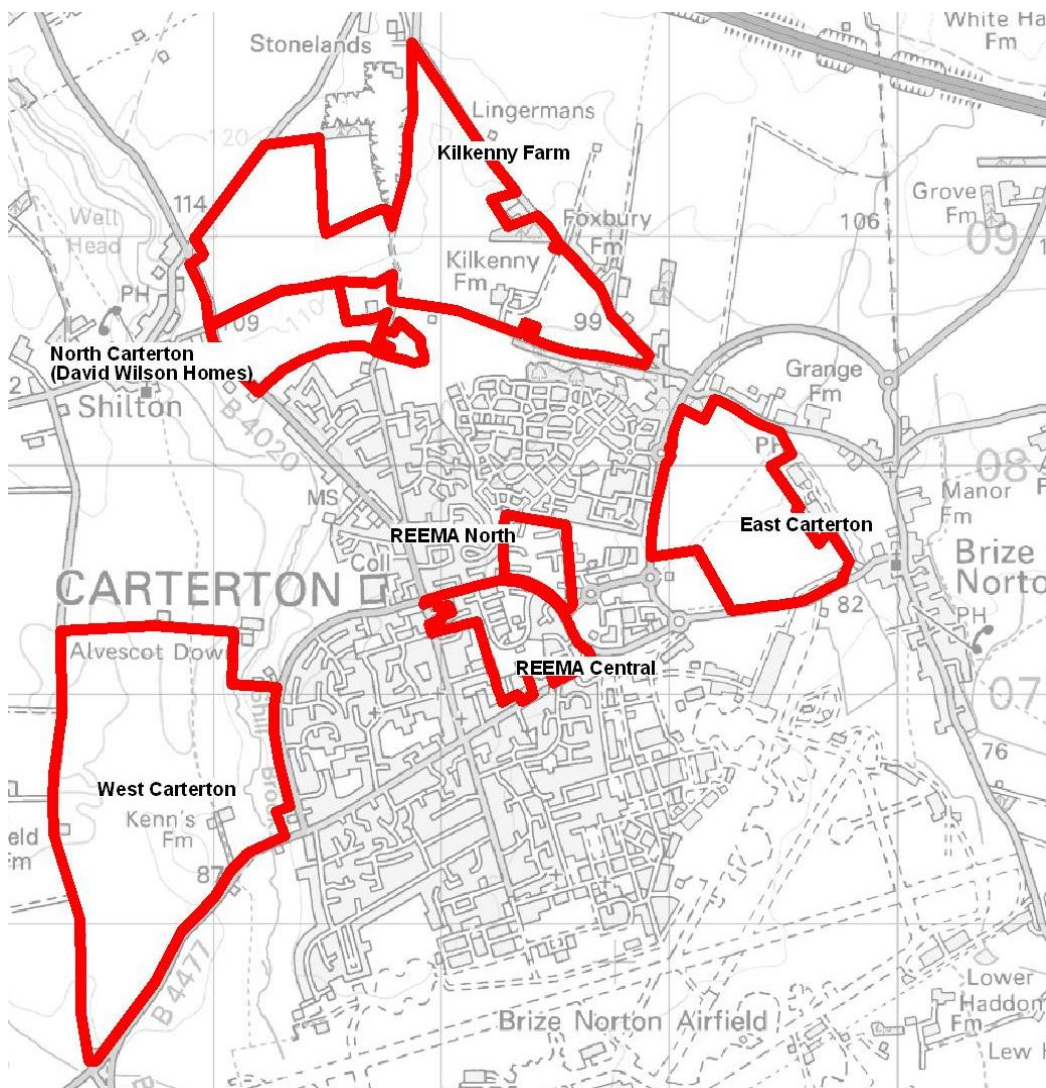 White Ha
Fm
Stonelands
Lingermans
120
Kilkenny Farm
Grove
Fm
114
Well
Head
Foxbury
Fm
106
09
Kilkenny
Fm
PH
109
110
99
North Carterton
(David Wilson Homes)
2
Shilton
Grange
Fm
B 4020
PH
08
MS
Manor
Fm
REEMA North
East Carterton
Coll
Brize
Norto
CARTERTON
82
PH
Alvescot Dow
REEMA Central
07
Shill
Bro
76
West Carterton
Kenn's
Fm
eld
m
87
B 4477
Lower
Haddon
Fm
Brize Norton Airfield
Lew H